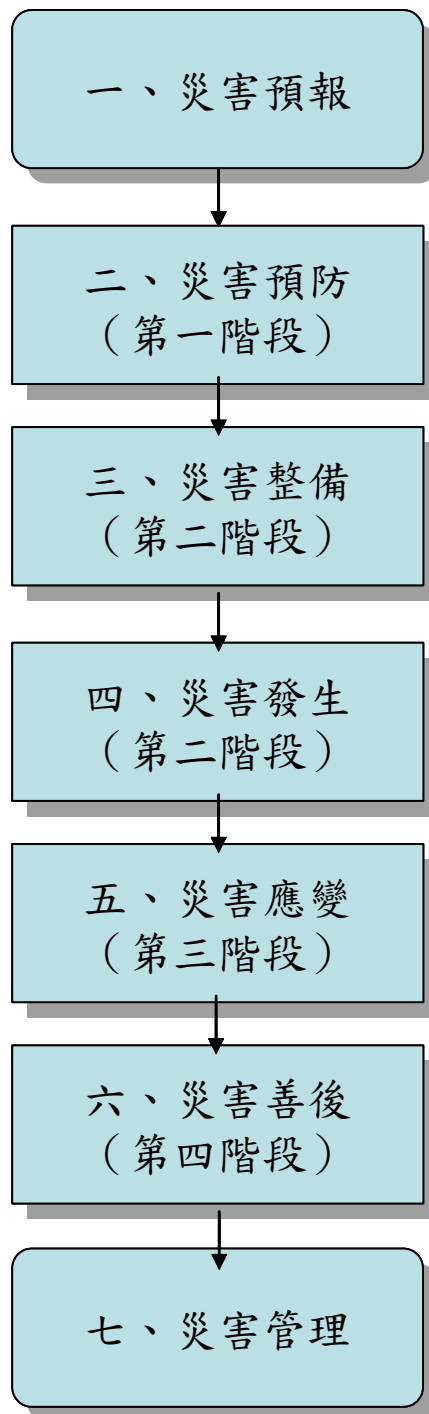 一、災害預報
二、災害預防
（第一階段）
三、災害整備
（第二階段）
四、災害發生
（第二階段）
五、災害應變
（第三階段）
六、災害善後
（第四階段）
七、災害管理